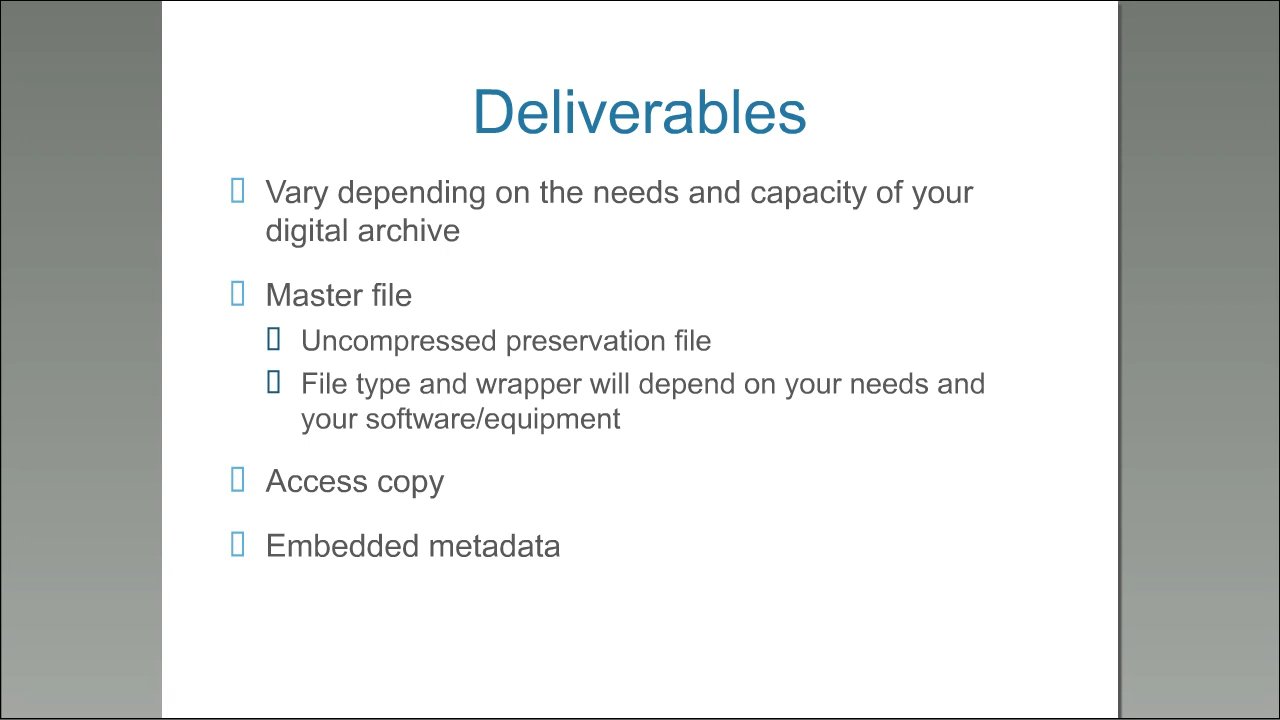 Deliverables
Vary depending on the needs and capacity of your
digital archive
Master file
Uncompressed preservation file
File type and wrapper will depend on your needs and
your software/equipment
Access copy
Embedded metadata